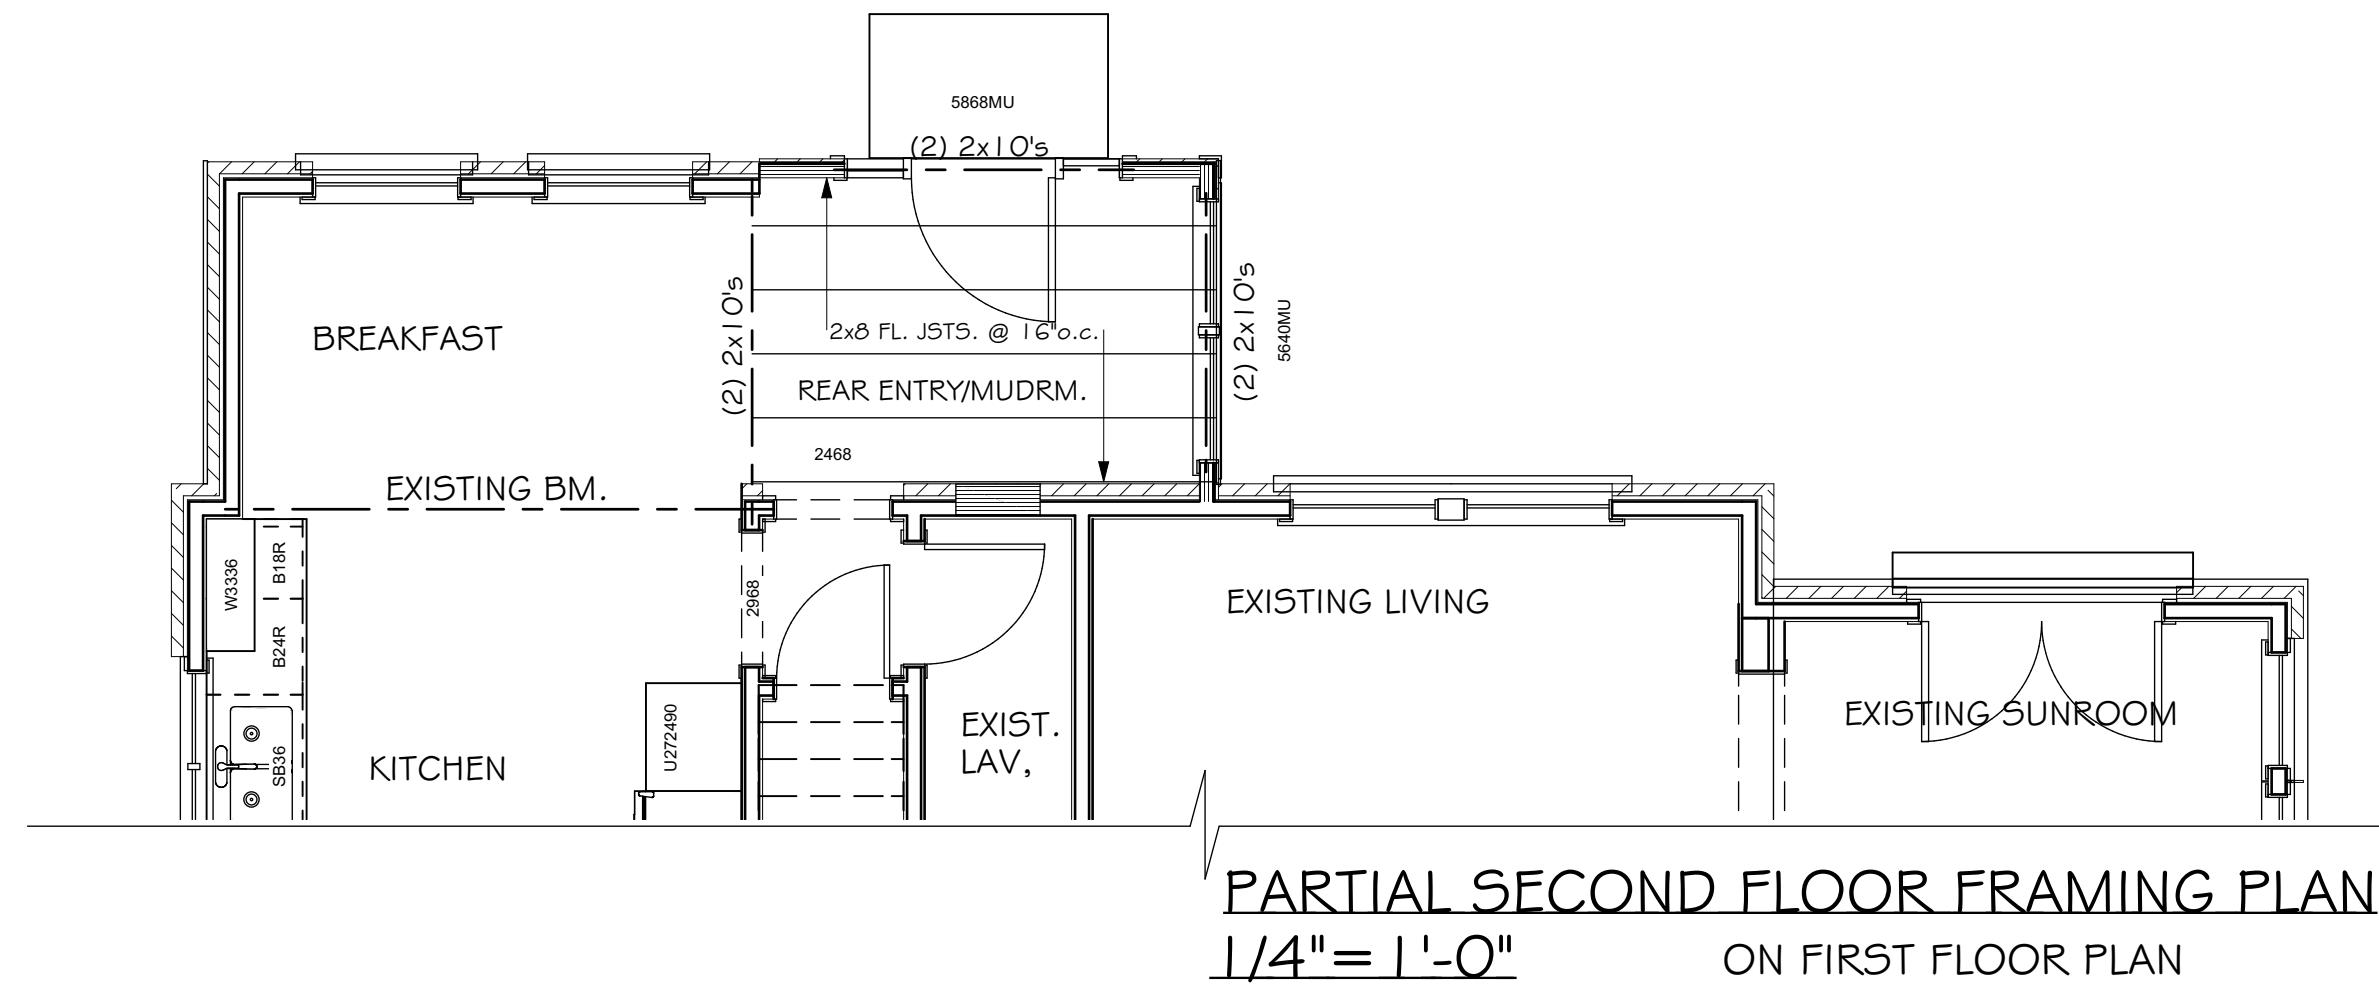 5868MU
(2) 2x10's
(2) 2x10's
(2) 2x10's
5640MU
BREAKFAST
2x8 FL. JSTS. @ 16"o.c.
REAR ENTRY/MUDRM.
2468
EXISTING BM.
W3336
B18R
B24R
SB36
2968
U272490
KITCHEN
EXIST.
LAV,
EXISTING LIVING
EXISTING SUNROOM
PARTIAL SECOND FLOOR FRAMING PLAN
1/4"= 1'-0"
ON FIRST FLOOR PLAN